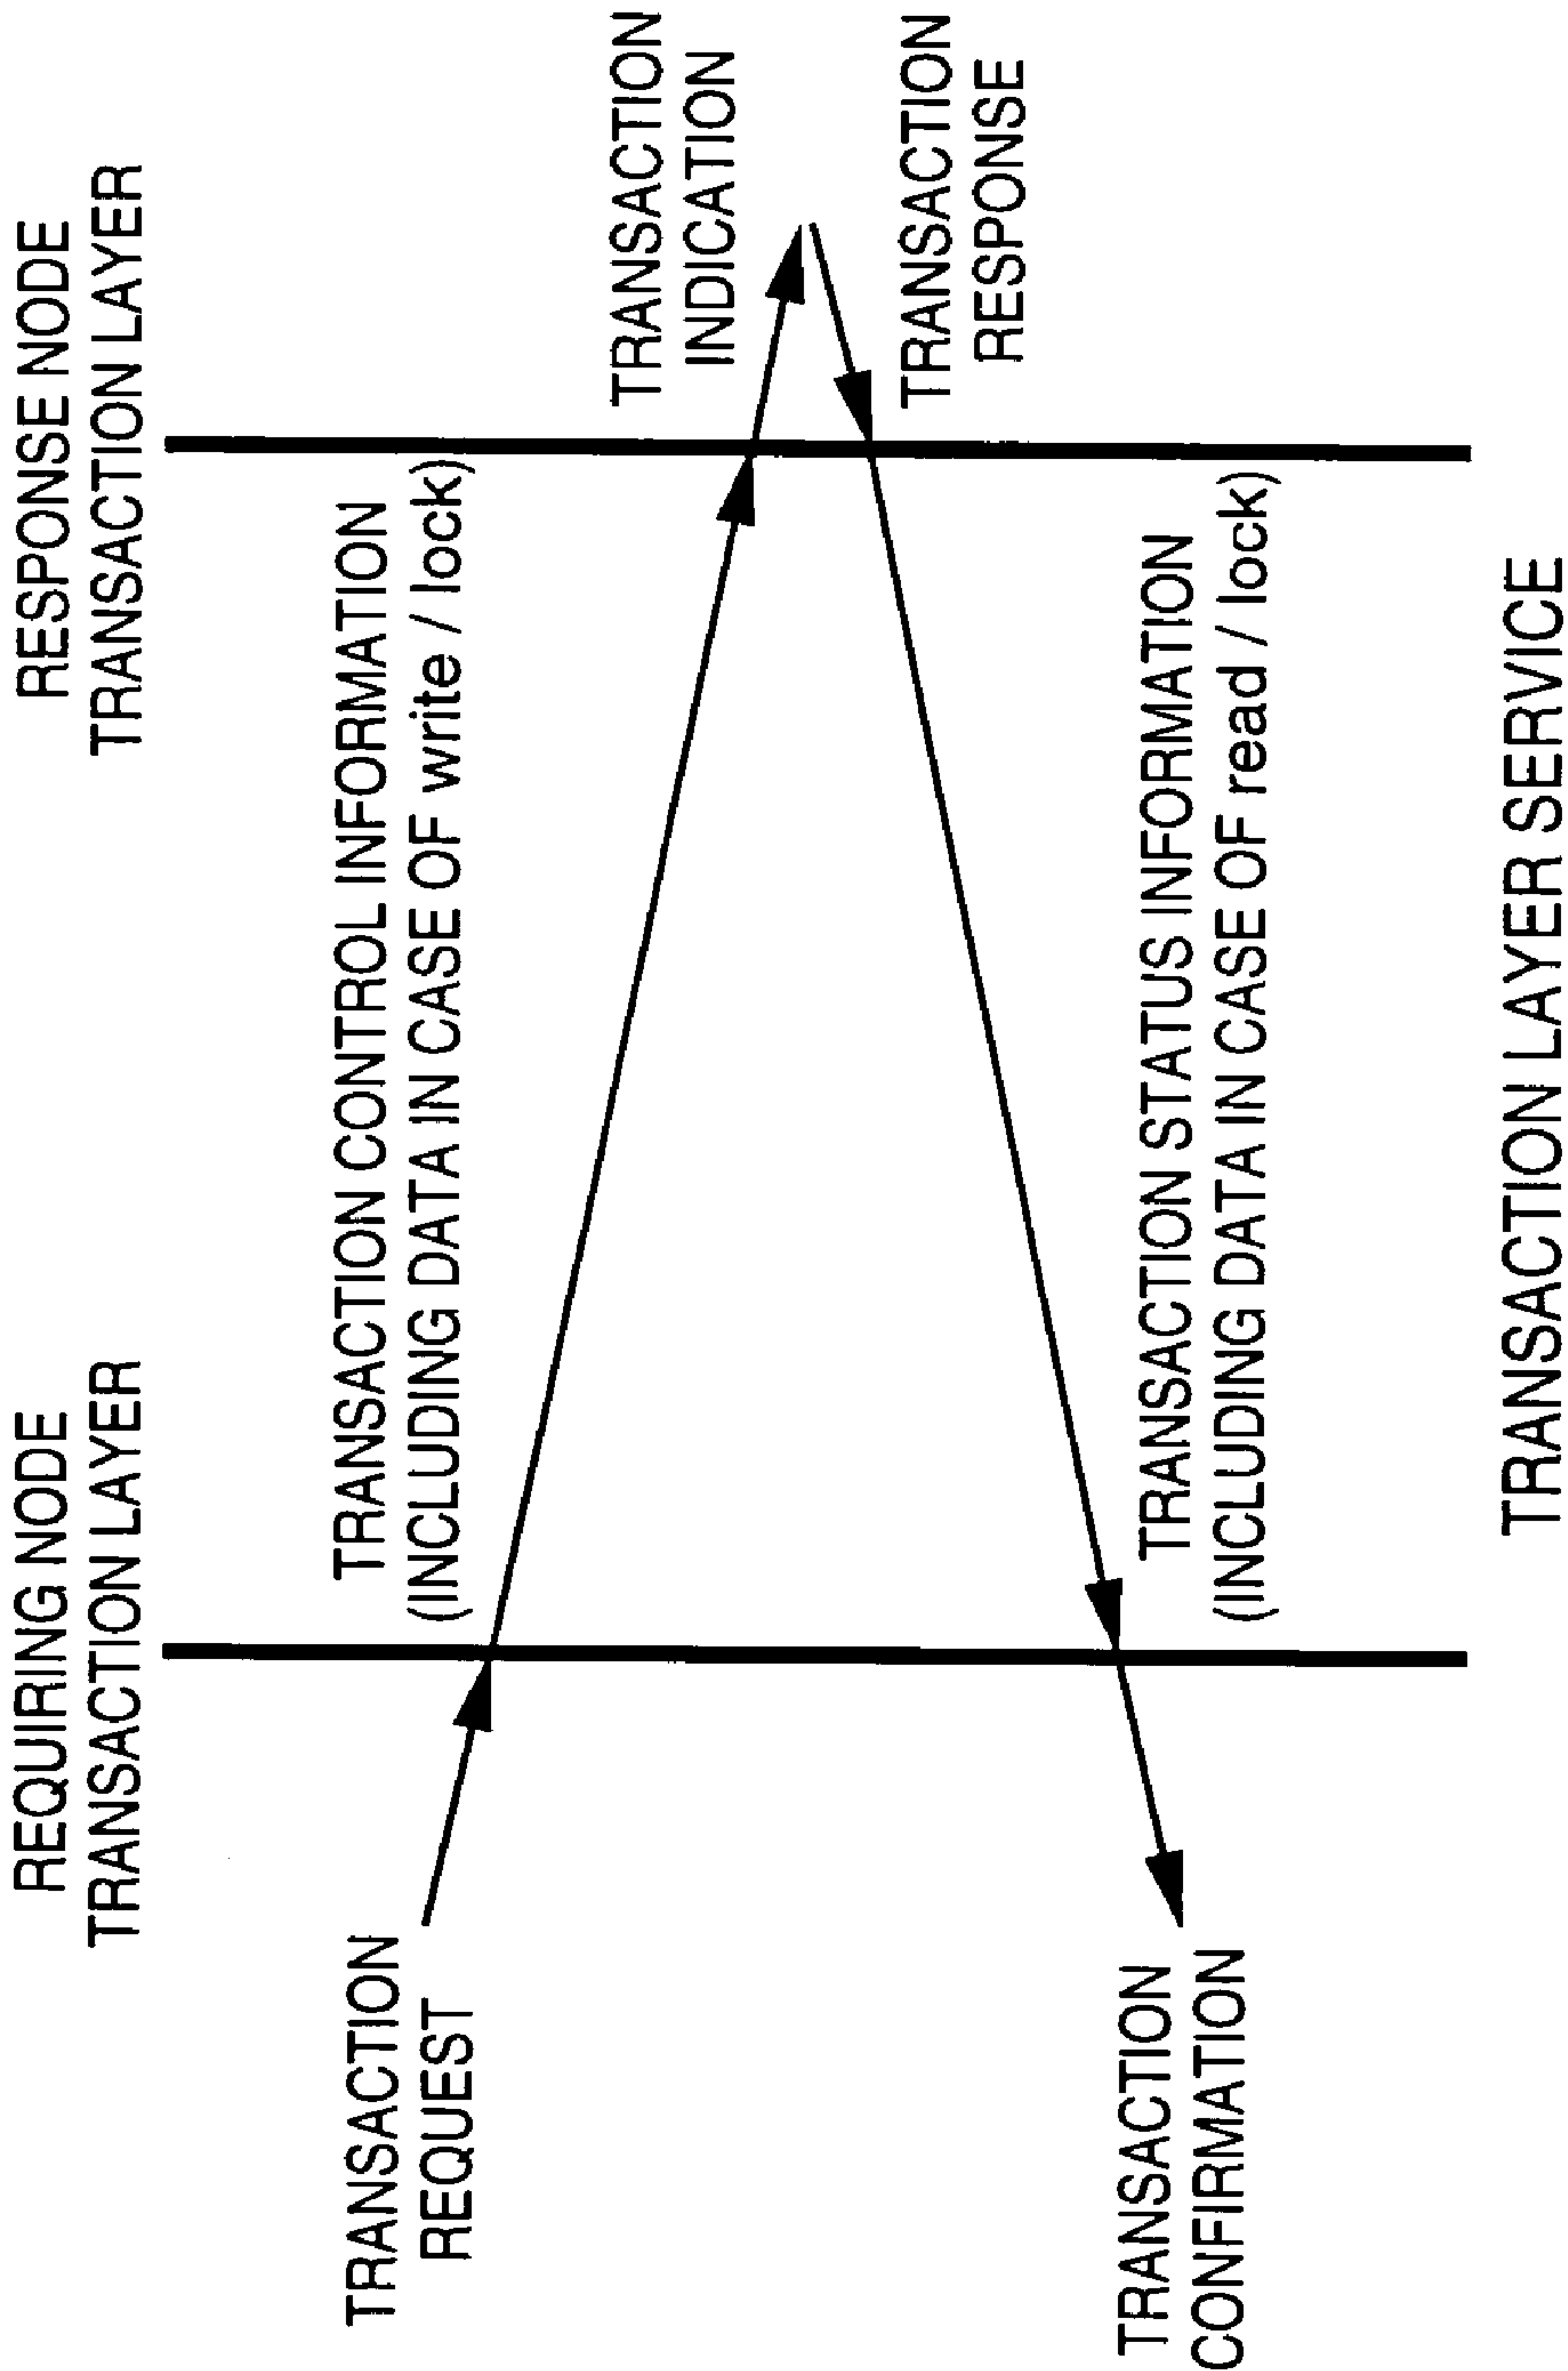 REQUIRING NODE
TRANSACTION LAYER
RESPONSE NODE
TRANSACTION LAYER
TRANSACTION
REQUEST
TRANSACTION CONTROL INFORMATION
(INCLUDING DATA IN CASE OF write / lock)
TRANSACTION
INDICATION
TRANSACTION
RESPONSE
TRANSACTION
CONFIRMATION
TRANSACTION STATUS INFORMATION
(INCLUDING DATA IN CASE OF read / lock)
TRANSACTION LAYER SERVICE